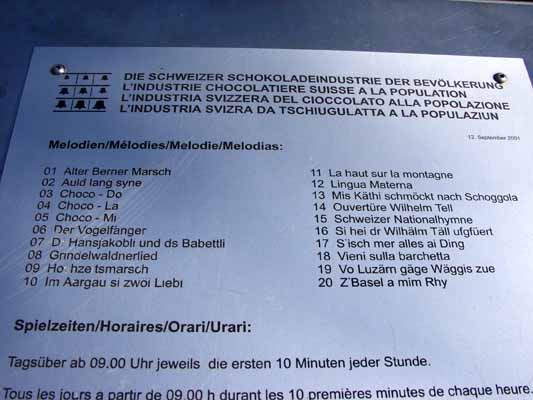 DIE SCHWEIZER SCHOKOLADEINDUSTRIE DER BEVÖLKERUNG
L'INDUSTRIE CHOCOLATIERE SUISSE A LA POPULATION
L'INDUSTRIA SVIZZERA DEL CIOCCOLATO ALLA POPOLAZIONE
L'INDUSTRIA SVIZRA DA TSCHIUGULATTA A LA POPULAZIUN
12. September 2001
Melodien/Mélodies/Melodie/Melodias:
01 Alter Berner Marsch
02 Auld lang syne
03 Choco - Do
04 Choco - La
05 Choco - Mi
06 Der Vogelfänger
07 D. Hansjakobli und ds Babettli
08 Grindelwaldnerlied
09 Hochzeitsmarsch
10 Im Aargau si zwoi Liebi
11 La haut sur la montagne
12 Lingua Materna
13 Mis Käthi schmöckt nach Schoggola
14 Ouvertüre Wilhelm Tell
15 Schweizer Nationalhymne
16 Si hei dr Wilhälm Täll ufgfüert
17 S'isch mer alles ai Ding
18 Vieni sulla barchetta
19 Vo Luzärn gäge Wäggis zue
20 Z'Basel a mim Rhy
Spielzeiten/Horaires/Orari/Urari:
Tagsüber ab 09.00 Uhr jeweils die ersten 10 Minuten jeder Stunde.
Tous les jours a partir de 09.00 h durant les 10 premières minutes de chaque heure.